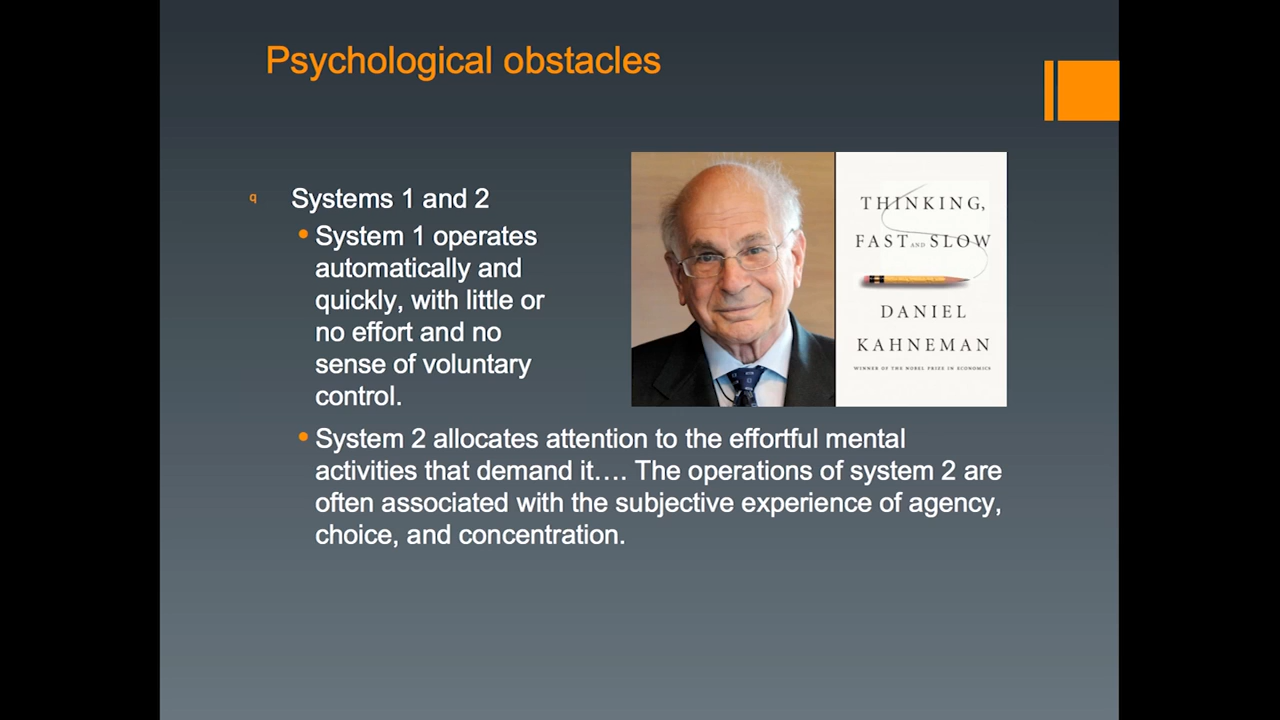 Psychological obstacles
q Systems 1 and 2
• System 1 operates
automatically and
quickly, with little or
no effort and no
sense of voluntary
control.
• System 2 allocates attention to the effortful mental
activities that demand it…. The operations of system 2 are
often associated with the subjective experience of agency,
choice, and concentration.
THINKING,
FAST AND SLOW
DANIEL
KAHNEMAN
WINNER OF THE NOBEL PRIZE IN ECONOMICS